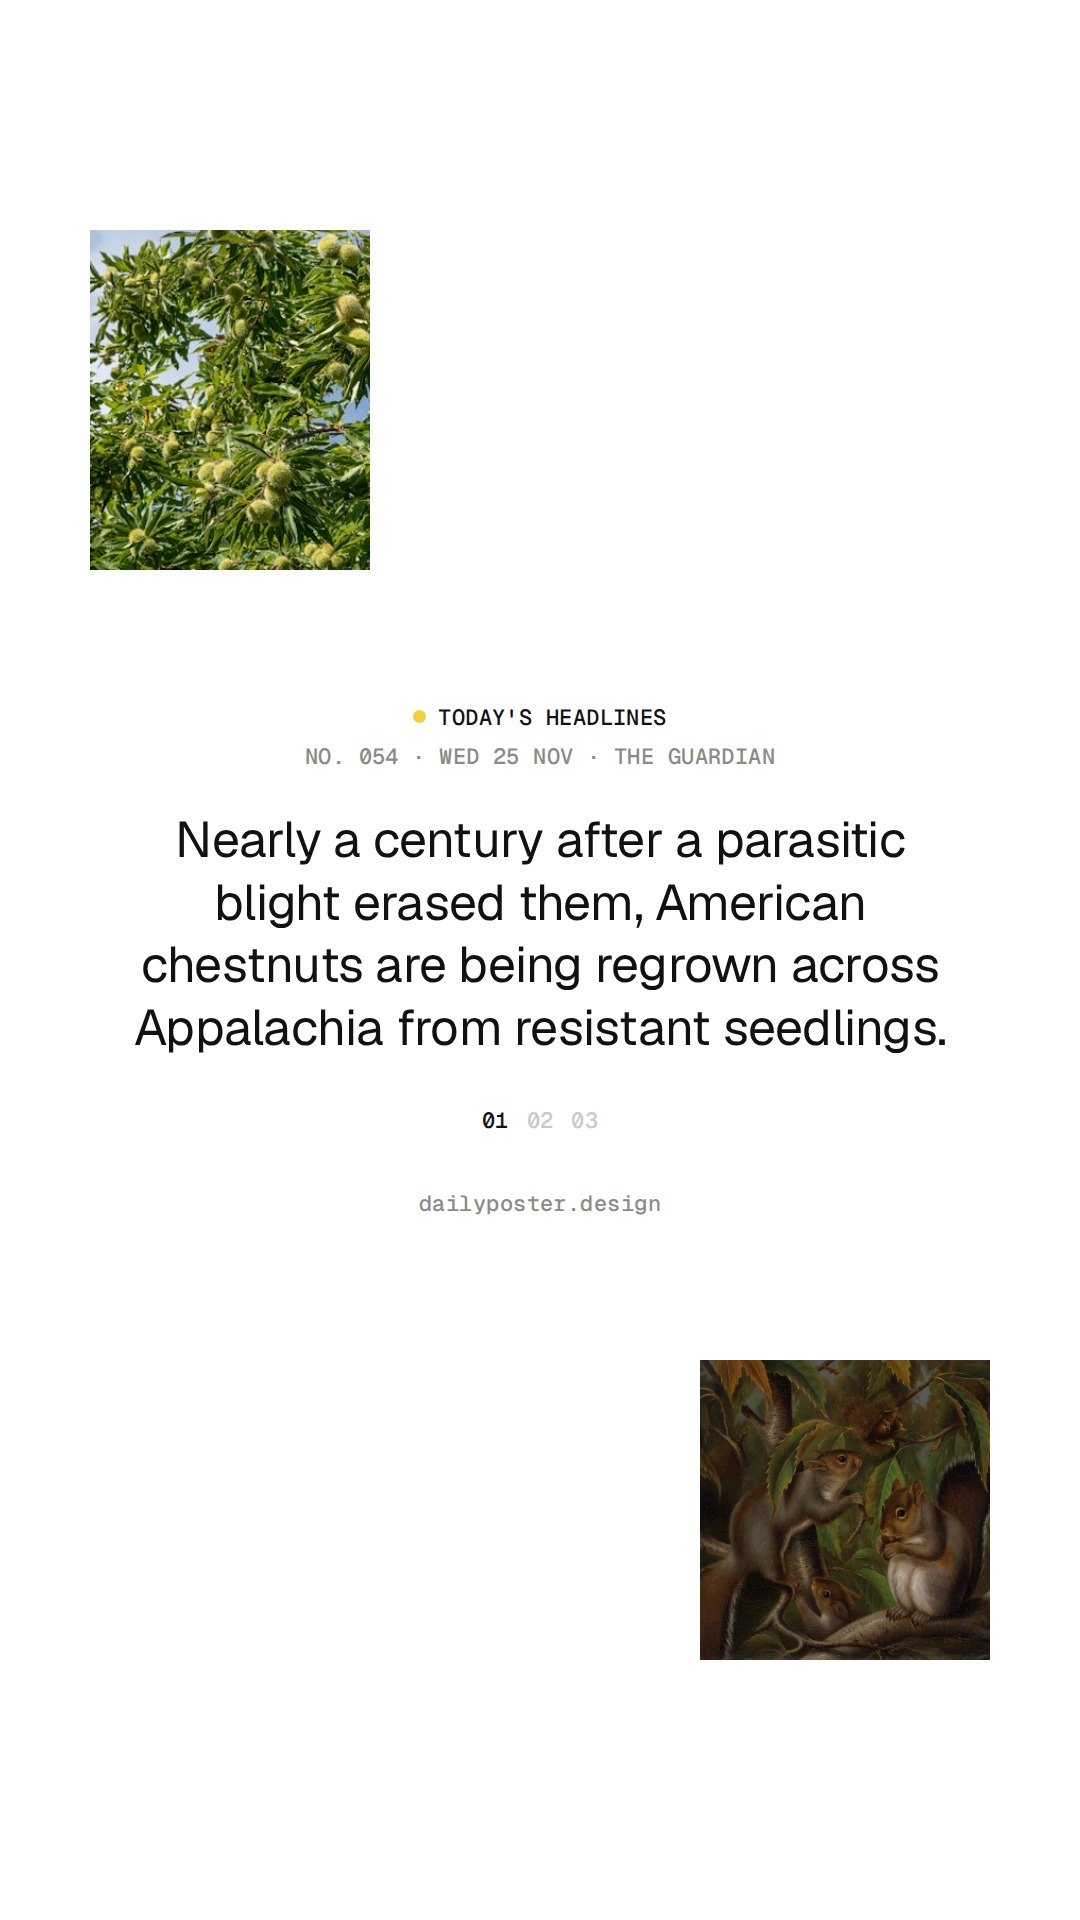 TODAY'S HEADLINES
NO. 054 · WED 25 NOV · THE GUARDIAN
Nearly a century after a parasitic
blight erased them, American
chestnuts are being regrown across
Appalachia from resistant seedlings.
01 02 03
dailyposter.design